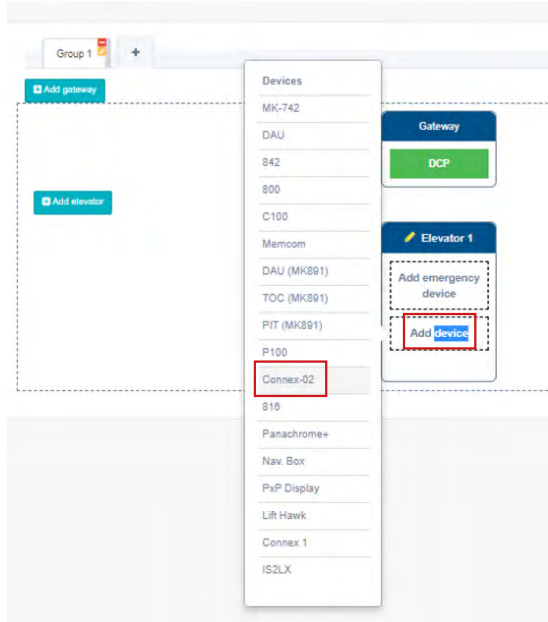 Group 1
+
Add gateway
Add elevator
Devices
MK-742
DAU
842
800
C100
Memcom
DAU (MK891)
TOC (MK891)
PIT (MK891)
P100
Connex-02
816
Panachrome+
Nav. Box
PxP Display
Lift Hawk
Connex 1
IS2LX
Gateway
DCP
Elevator 1
Add emergency
device
Add device